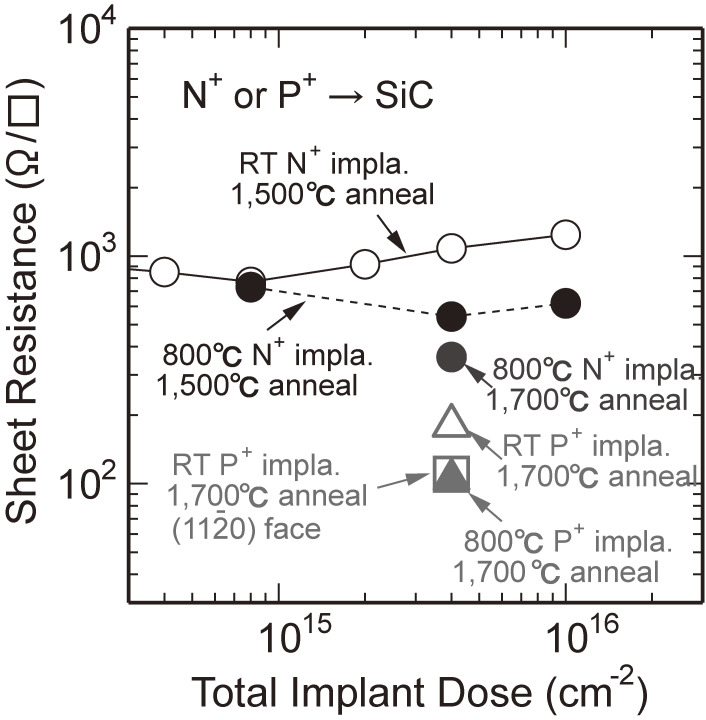 10⁴
N⁺ or P⁺ → SiC
RT N⁺ impla.
1,500℃ anneal
10³
800℃ N⁺ impla.
1,500℃ anneal
800℃ N⁺ impla.
1,700℃ anneal
RT P⁺ impla.
1,700℃ anneal
RT P⁺ impla.
1,700℃ anneal
(112̄0) face
10²
800℃ P⁺ impla.
1,700℃ anneal
10¹⁵
10¹⁶
Total Implant Dose (cm⁻²)
Sheet Resistance (Ω/□)